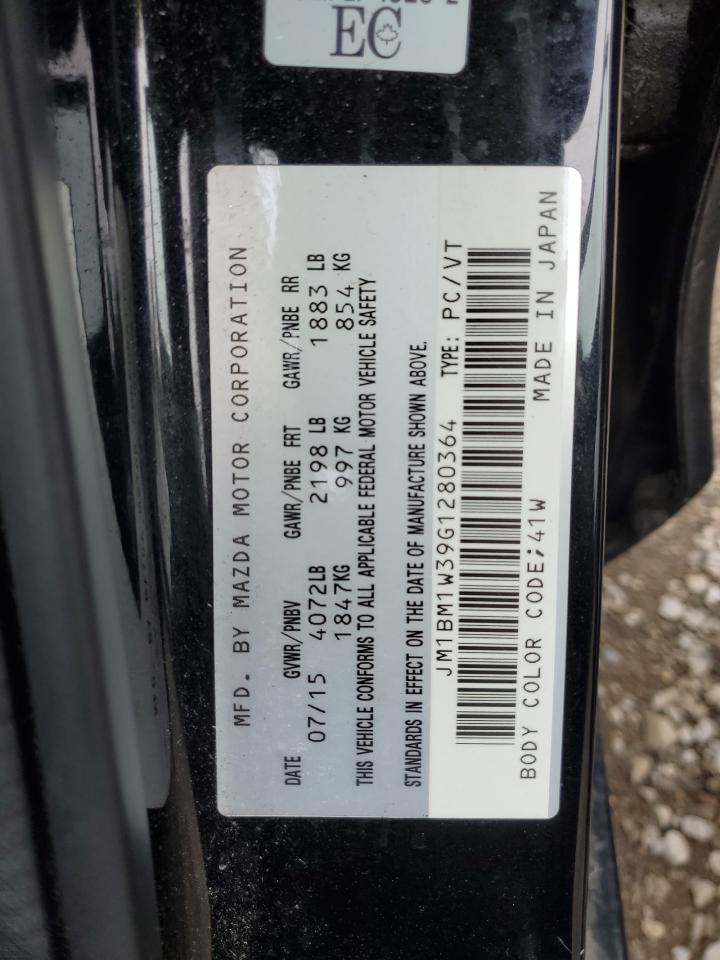 EC
MFD. BY MAZDA MOTOR CORPORATION
DATE GVWR/PNBV GAWR/PNBE FRT GAWR/PNBE RR
07/15 4072LB 2198 LB 1883 LB
1847KG 997 KG 854 KG
THIS VEHICLE CONFORMS TO ALL APPLICABLE FEDERAL MOTOR VEHICLE SAFETY
STANDARDS IN EFFECT ON THE DATE OF MANUFACTURE SHOWN ABOVE.
JM1BM1W39G1280364 TYPE: PC/VT
BODY COLOR CODE;41W MADE IN JAPAN